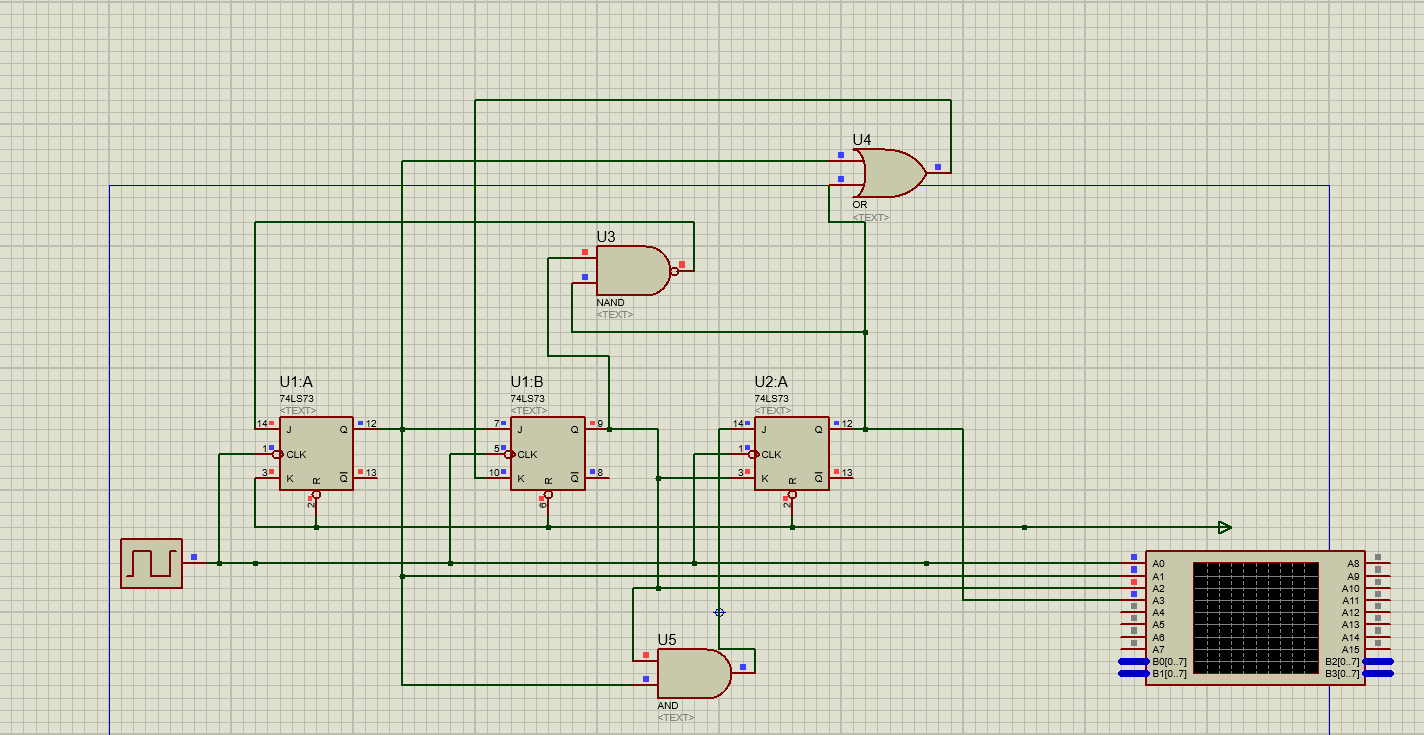 U4
OR
<TEXT>
U3
NAND
<TEXT>
U1:A
74LS73
<TEXT>
14 J Q 12
1 CLK
3 K Q 13
R
2
U1:B
74LS73
<TEXT>
7 J Q 9
5 CLK
10 K Q 8
R
6
U2:A
74LS73
<TEXT>
14 J Q 12
1 CLK
3 K Q 13
R
2
A0 A8
A1 A9
A2 A10
A3 A11
A4 A12
A5 A13
A6 A14
A7 A15
B0[0..7] B2[0..7]
B1[0..7] B3[0..7]
U5
AND
<TEXT>